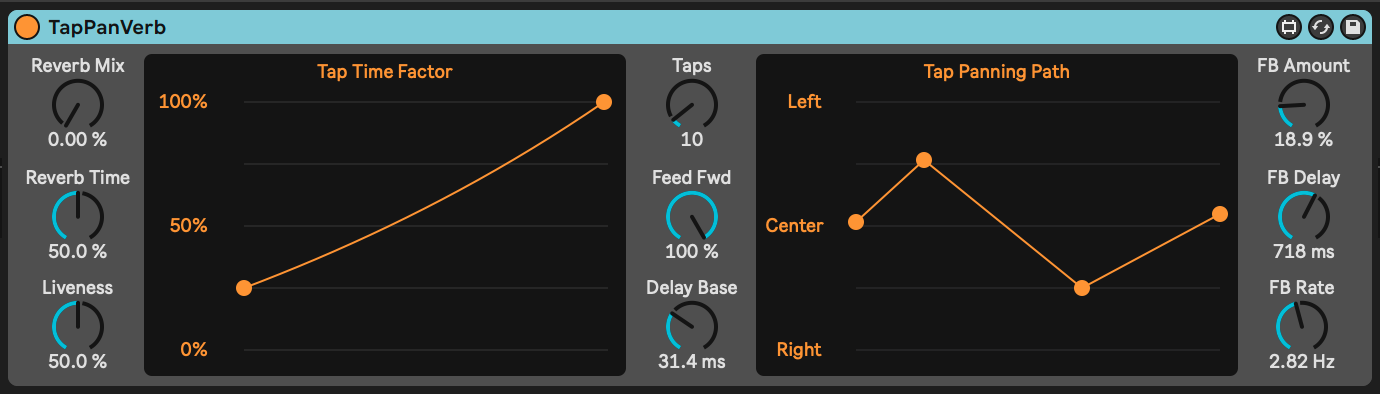 TapPanVerb
Reverb Mix
0.00 %
Reverb Time
50.0 %
Liveness
50.0 %
Tap Time Factor
100%
50%
0%
Taps
10
Feed Fwd
100 %
Delay Base
31.4 ms
Tap Panning Path
Left
Center
Right
FB Amount
18.9 %
FB Delay
718 ms
FB Rate
2.82 Hz